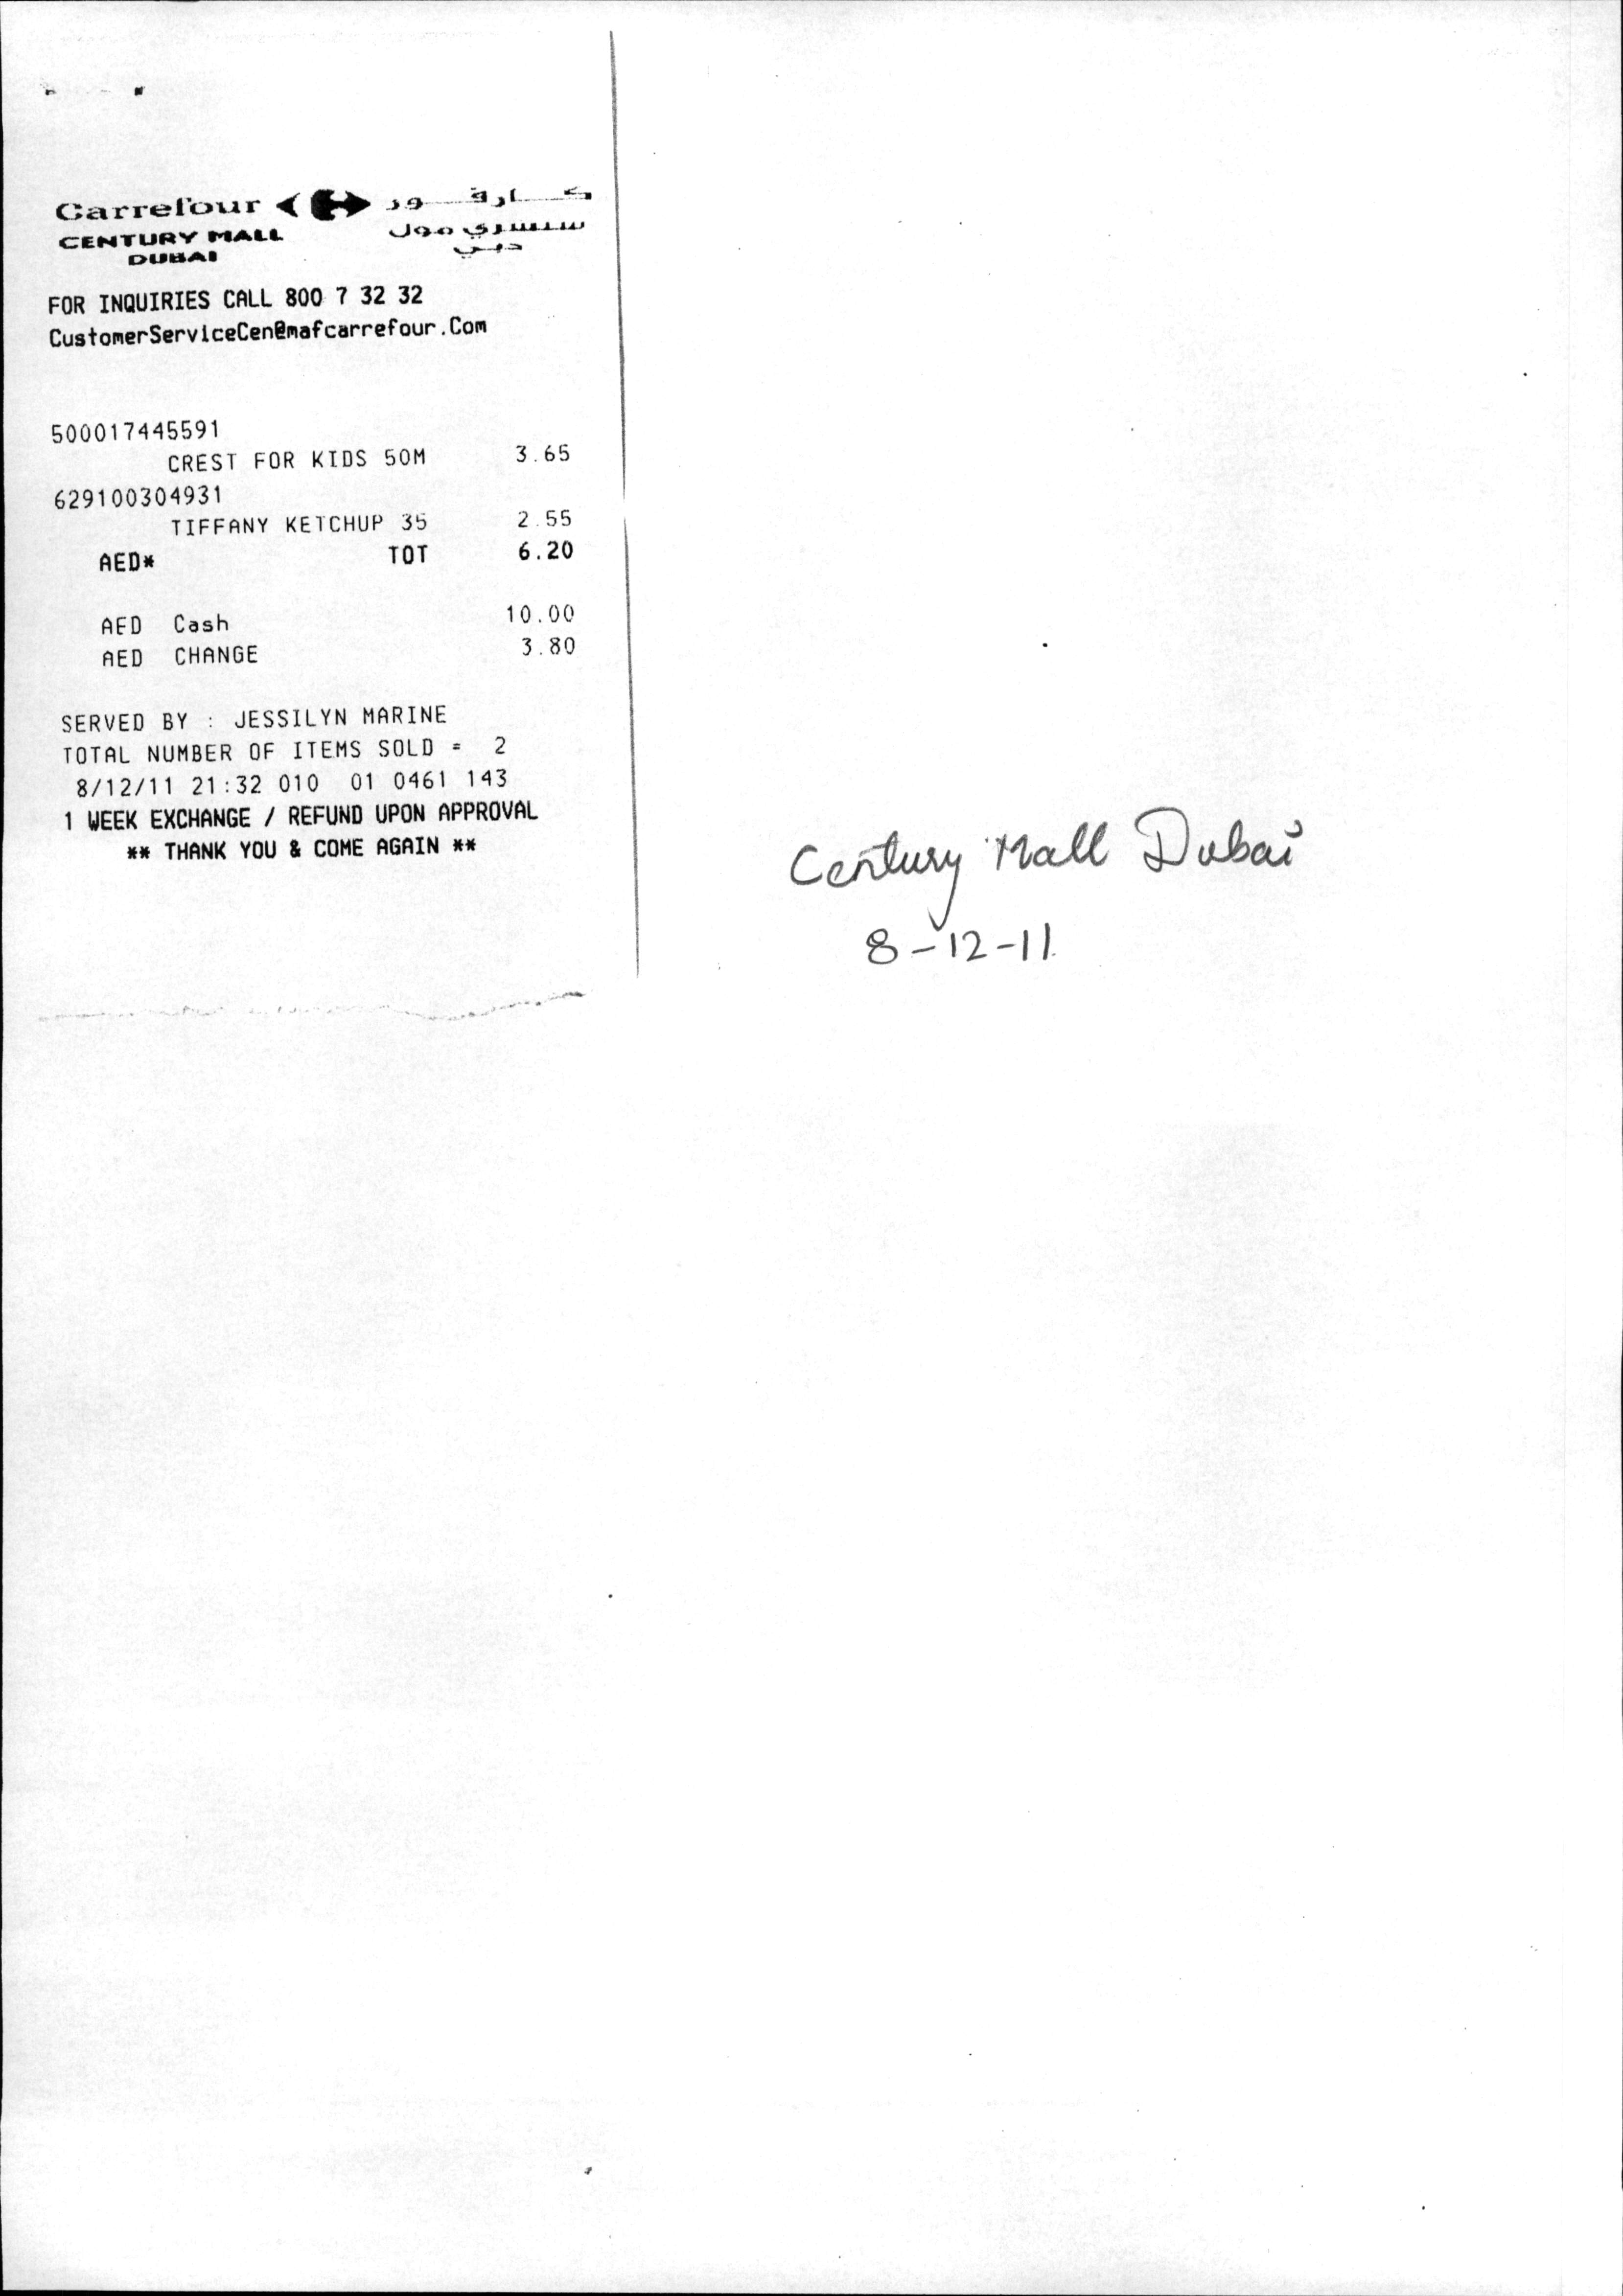 Carrefour كارفور
CENTURY MALL سنشري مول
DUBAI دبي
FOR INQUIRIES CALL 800 7 32 32
CustomerServiceCen@mafcarrefour.Com
500017445591
CREST FOR KIDS 50M 3.65
629100304931
TIFFANY KETCHUP 35 2.55
AED* TOT 6.20
AED Cash 10.00
AED CHANGE 3.80
SERVED BY : JESSILYN MARINE
TOTAL NUMBER OF ITEMS SOLD = 2
8/12/11 21:32 010 01 0461 143
1 WEEK EXCHANGE / REFUND UPON APPROVAL
** THANK YOU & COME AGAIN **
Century Mall Dubai
8-12-11